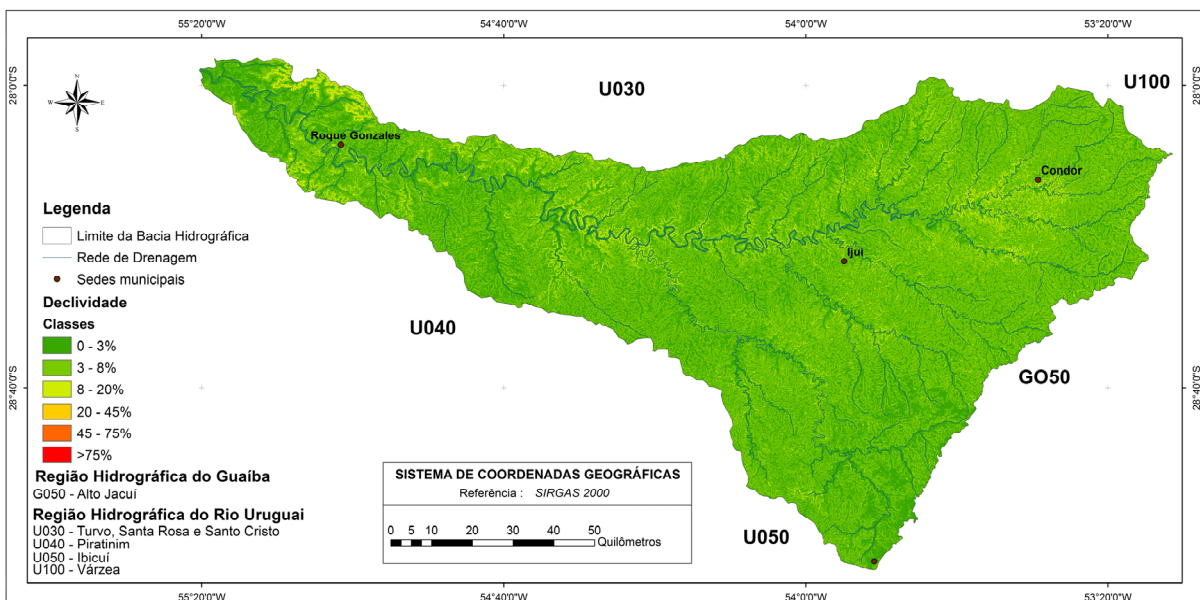 55°20'0"W
54°40'0"W
54°0'0"W
53°20'0"W
28°0'0"S
28°0'0"S
N
W
E
S
U030
U100
Roque Gonzales
Condor
Ijuí
U040
GO50
U050
28°40'0"S
28°40'0"S
Legenda
Limite da Bacia Hidrográfica
Rede de Drenagem
Sedes municipais
Declividade
Classes
0 - 3%
3 - 8%
8 - 20%
20 - 45%
45 - 75%
>75%
Região Hidrográfica do Guaíba
G050 - Alto Jacuí
Região Hidrográfica do Rio Uruguai
U030 - Turvo, Santa Rosa e Santo Cristo
U040 - Piratinim
U050 - Ibicuí
U100 - Várzea
SISTEMA DE COORDENADAS GEOGRÁFICAS
Referência : SIRGAS 2000
0 5 10 20 30 40 50
Quilômetros
55°20'0"W
54°40'0"W
54°0'0"W
53°20'0"W